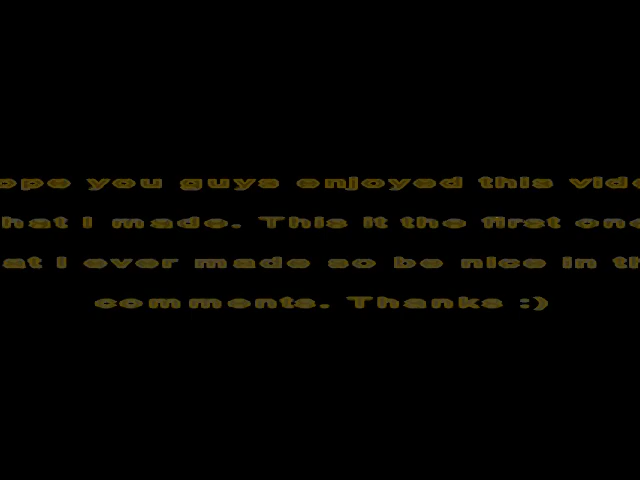 ope you guys enjoyed this vide
hat I made. This it the first one
at I ever made so be nice in th
comments. Thanks :)